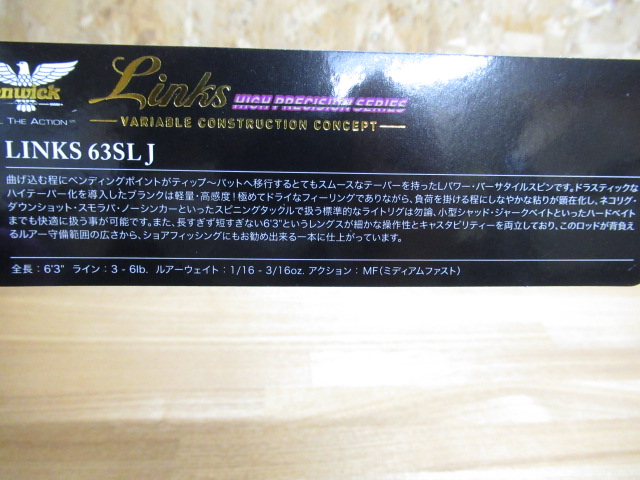 nwick
Links HIGH PRECISION SERIES
THE ACTION
VARIABLE CONSTRUCTION CONCEPT
LINKS 63SL J
曲げ込む程にベンディングポイントがティップ〜バットへ移行するとてもスムースなテーパーを持ったLパワー・バーサタイルスピンです。ドラスティックな
ハイテーパー化を導入したブランクは軽量・高感度!極めてドライなフィーリングでありながら、負荷を掛ける程にしなやかな粘りが顕在化し、ネコリグ・
ダウンショット・スモラバ・ノーシンカーといったスピニングタックルで扱う標準的なライトリグは勿論、小型シャッド・ジャークベイトといったハードベイト
までも快適に扱う事が可能です。また、長すぎず短すぎない6'3"というレングスが細かな操作性とキャスタビリティーを両立しており、このロッドが背負え
るルアー守備範囲の広さから、ショアフィッシングにもお勧め出来る一本に仕上がっています。
全長:6'3" ライン:3 - 6lb. ルアーウェイト:1/16 - 3/16oz. アクション:MF(ミディアムファスト)